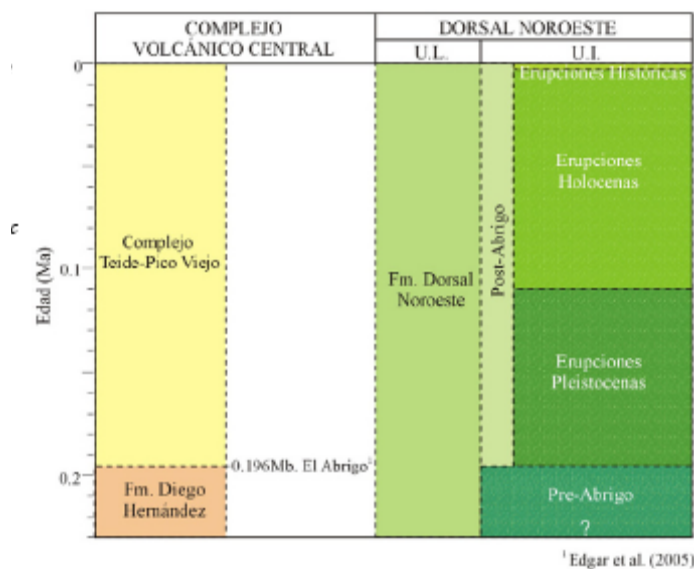 COMPLEJO
VOLCÁNICO CENTRAL
DORSAL NOROESTE
U.L.
U.I.
0
Erupciones Históricas
Erupciones
Holocenas
Complejo
Teide-Pico Viejo
Edad (Ma)
0.1
Fm. Dorsal
Noroeste
Post-Abrigo
Erupciones
Pleistocenas
0.196Mb. El Abrigo¹
0.2
Fm. Diego
Hernández
Pre-Abrigo
?
¹ Edgar et al. (2005)